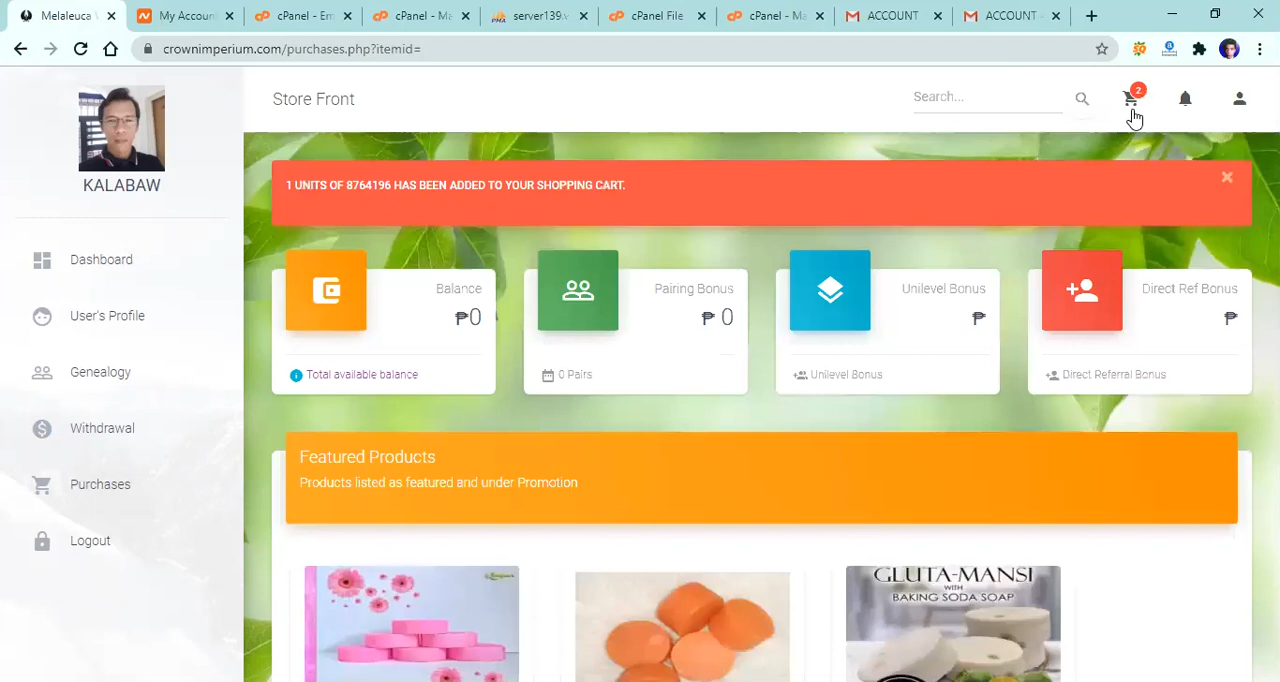 Melaleuca V
My Accoun
cPanel - Em
cPanel - Ma
server139.v
cPanel File
cPanel - Ma
ACCOUNT
ACCOUNT -
crownimperium.com/purchases.php?itemid=
KALABAW
Dashboard
User's Profile
Genealogy
Withdrawal
Purchases
Logout
Store Front
Search...
2
1 UNITS OF 8764196 HAS BEEN ADDED TO YOUR SHOPPING CART.
Balance
₱0
Total available balance
Pairing Bonus
₱ 0
0 Pairs
Unilevel Bonus
₱
Unilevel Bonus
Direct Ref Bonus
₱
Direct Referral Bonus
Featured Products
Products listed as featured and under Promotion
GLUTA-MANSI
WITH
BAKING SODA SOAP